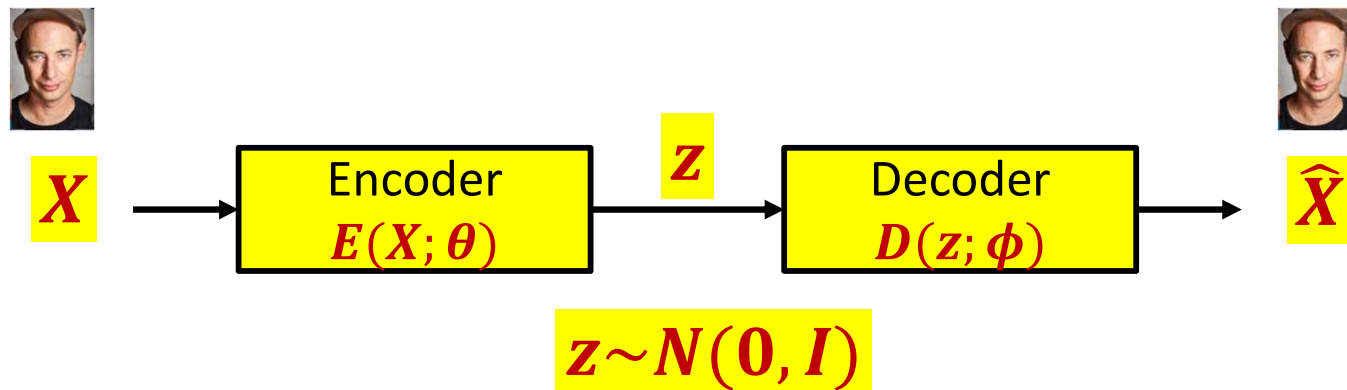 X
Encoder
E(X; θ)
z
Decoder
D(z; ϕ)
X̂
z~N(0, I)